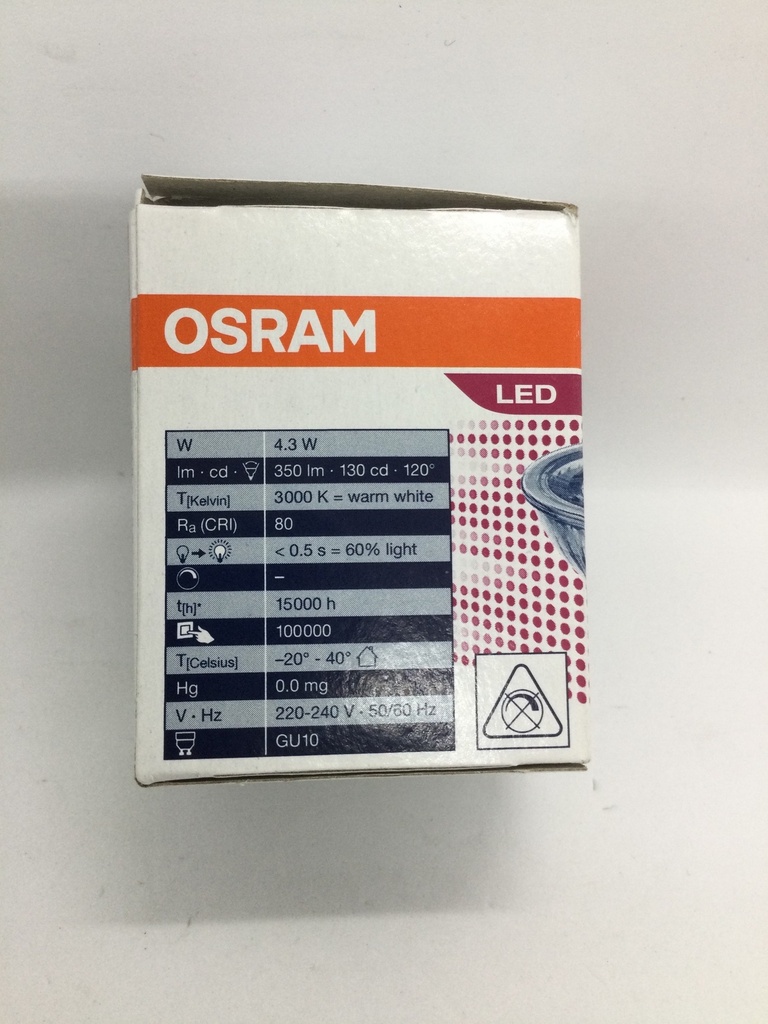 OSRAM
LED
W 4.3 W
lm · cd · 350 lm · 130 cd · 120°
T[Kelvin] 3000 K = warm white
Ra (CRI) 80
< 0.5 s = 60% light
–
t[h]* 15000 h
100000
T[Celsius] –20° - 40°
Hg 0.0 mg
V · Hz 220-240 V · 50/60 Hz
GU10